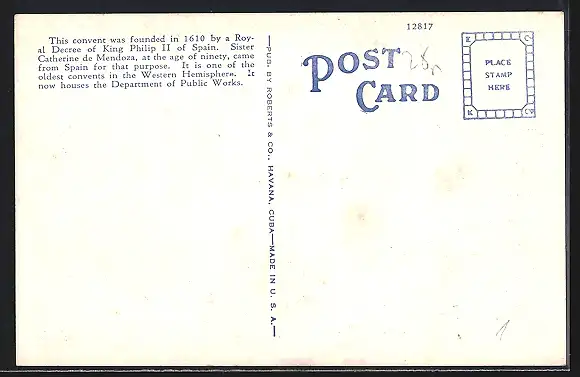 This convent was founded in 1610 by a Roy-
al Decree of King Philip II of Spain. Sister
Catherine de Mendoza, at the age of ninety, came
from Spain for that purpose. It is one of the
oldest convents in the Western Hemisphere. It
now houses the Department of Public Works.
—PUB. BY ROBERTS & CO., HAVANA, CUBA—MADE IN U. S. A.—
12817
POST
CARD
PLACE
STAMP
HERE